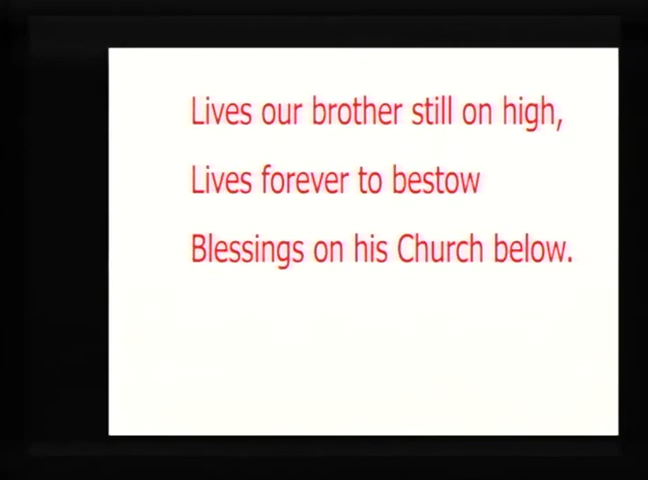 Lives our brother still on high,
Lives forever to bestow
Blessings on his Church below.